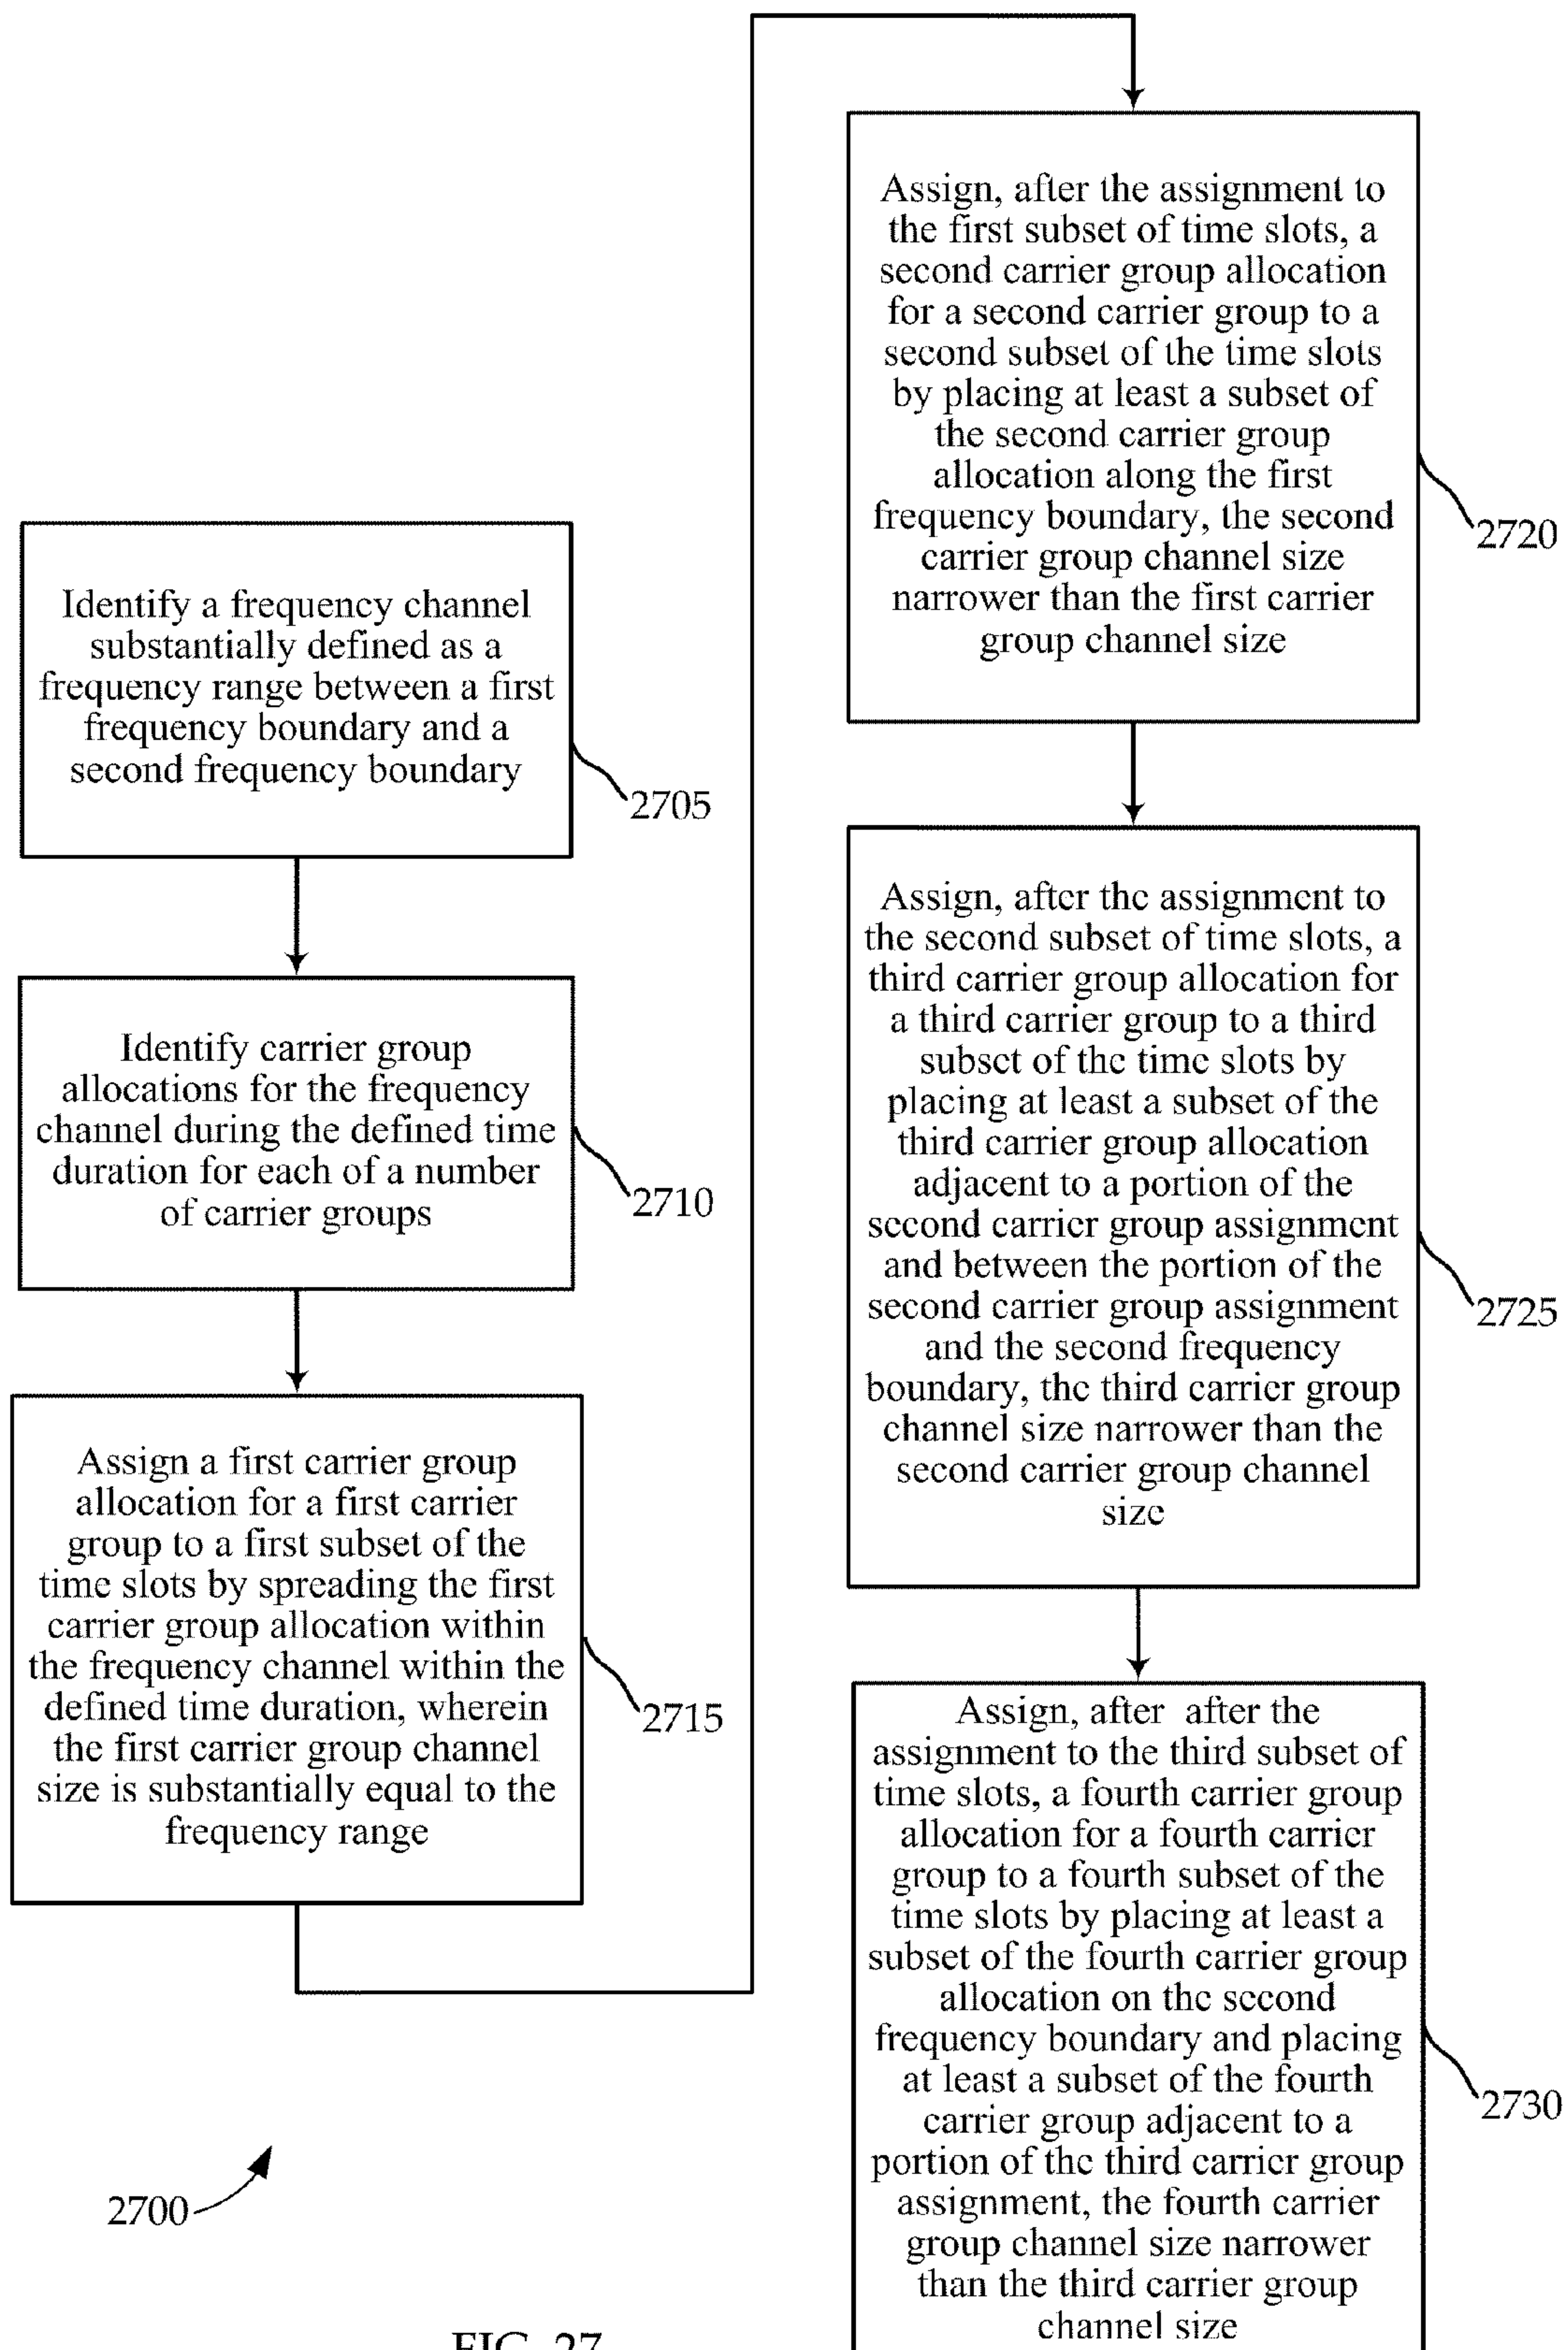 Identify a frequency channel
substantially defined as a
frequency range between a first
frequency boundary and a
second frequency boundary
2705
Identify carrier group
allocations for the frequency
channel during the defined time
duration for each of a number
of carrier groups
2710
Assign a first carrier group
allocation for a first carrier
group to a first subset of the
time slots by spreading the first
carrier group allocation within
the frequency channel within the
defined time duration, wherein
the first carrier group channel
size is substantially equal to the
frequency range
2715
Assign, after the assignment to
the first subset of time slots, a
second carrier group allocation
for a second carrier group to a
second subset of the time slots
by placing at least a subset of
the second carrier group
allocation along the first
frequency boundary, the second
carrier group channel size
narrower than the first carrier
group channel size
2720
Assign, after the assignment to
the second subset of time slots, a
third carrier group allocation for
a third carrier group to a third
subset of the time slots by
placing at least a subset of the
third carrier group allocation
adjacent to a portion of the
second carrier group assignment
and between the portion of the
second carrier group assignment
and the second frequency
boundary, the third carrier group
channel size narrower than the
second carrier group channel
size
2725
Assign, after after the
assignment to the third subset of
time slots, a fourth carrier group
allocation for a fourth carrier
group to a fourth subset of the
time slots by placing at least a
subset of the fourth carrier group
allocation on the second
frequency boundary and placing
at least a subset of the fourth
carrier group adjacent to a
portion of the third carrier group
assignment, the fourth carrier
group channel size narrower
than the third carrier group
channel size
2730
2700
FIG. 27